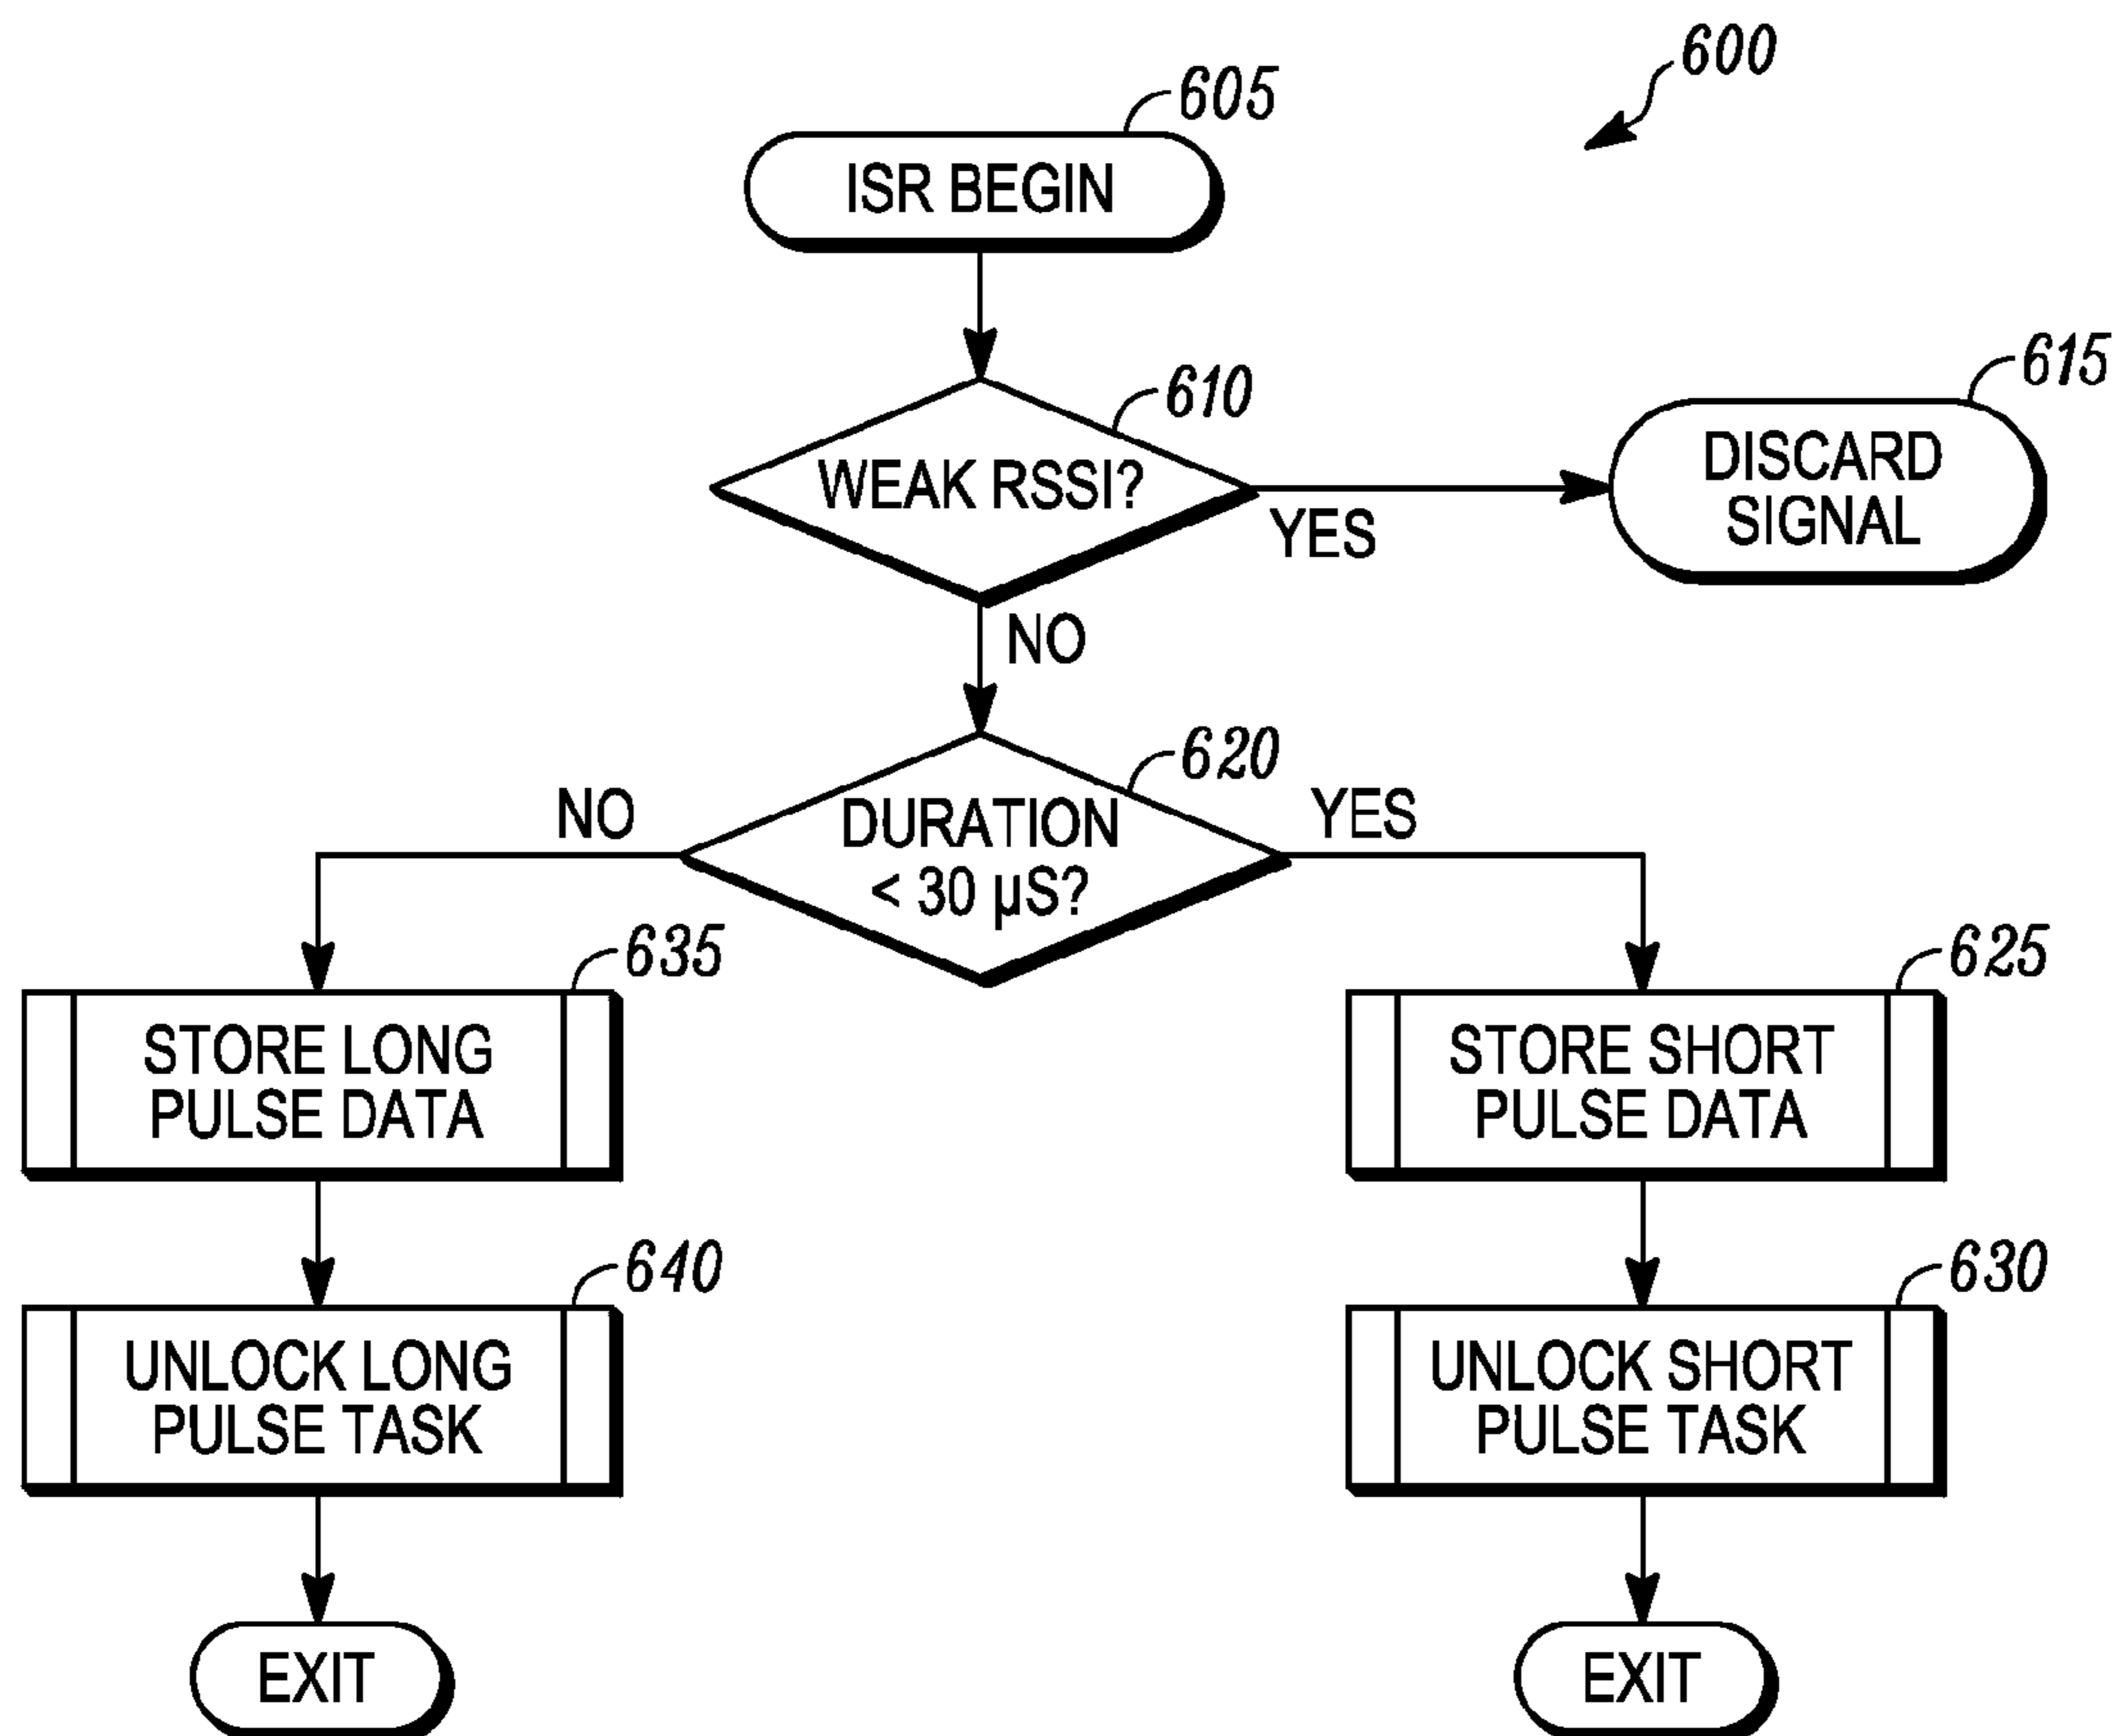 600
605
ISR BEGIN
610
WEAK RSSI?
YES
615
DISCARD
SIGNAL
NO
620
DURATION
< 30 µS?
NO
YES
635
STORE LONG
PULSE DATA
625
STORE SHORT
PULSE DATA
640
UNLOCK LONG
PULSE TASK
630
UNLOCK SHORT
PULSE TASK
EXIT
EXIT